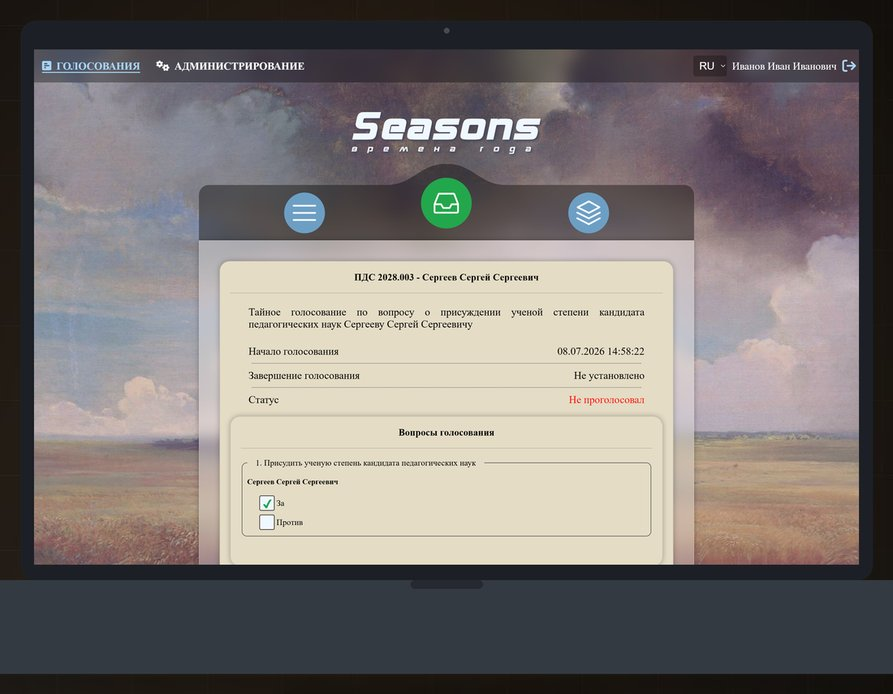 ГОЛОСОВАНИЯ АДМИНИСТРИРОВАНИЕ RU Иванов Иван Иванович
Seasons
времена года
ПДС 2028.003 - Сергеев Сергей Сергеевич
Тайное голосование по вопросу о присуждении ученой степени кандидата
педагогических наук Сергееву Сергей Сергеевичу
Начало голосования 08.07.2026 14:58:22
Завершение голосования Не установлено
Статус Не проголосовал
Вопросы голосования
1. Присудить ученую степень кандидата педагогических наук
Сергеев Сергей Сергеевич
За
Против